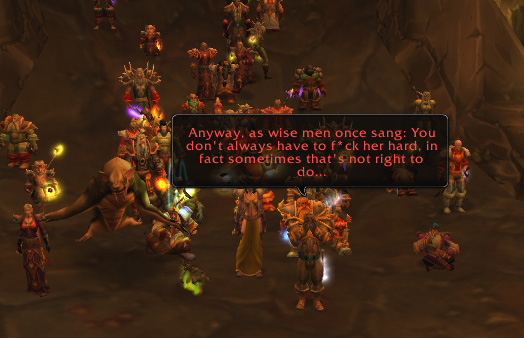 Anyway, as wise men once sang: You
don't always have to f*ck her hard, in
fact sometimes that's not right to
do...